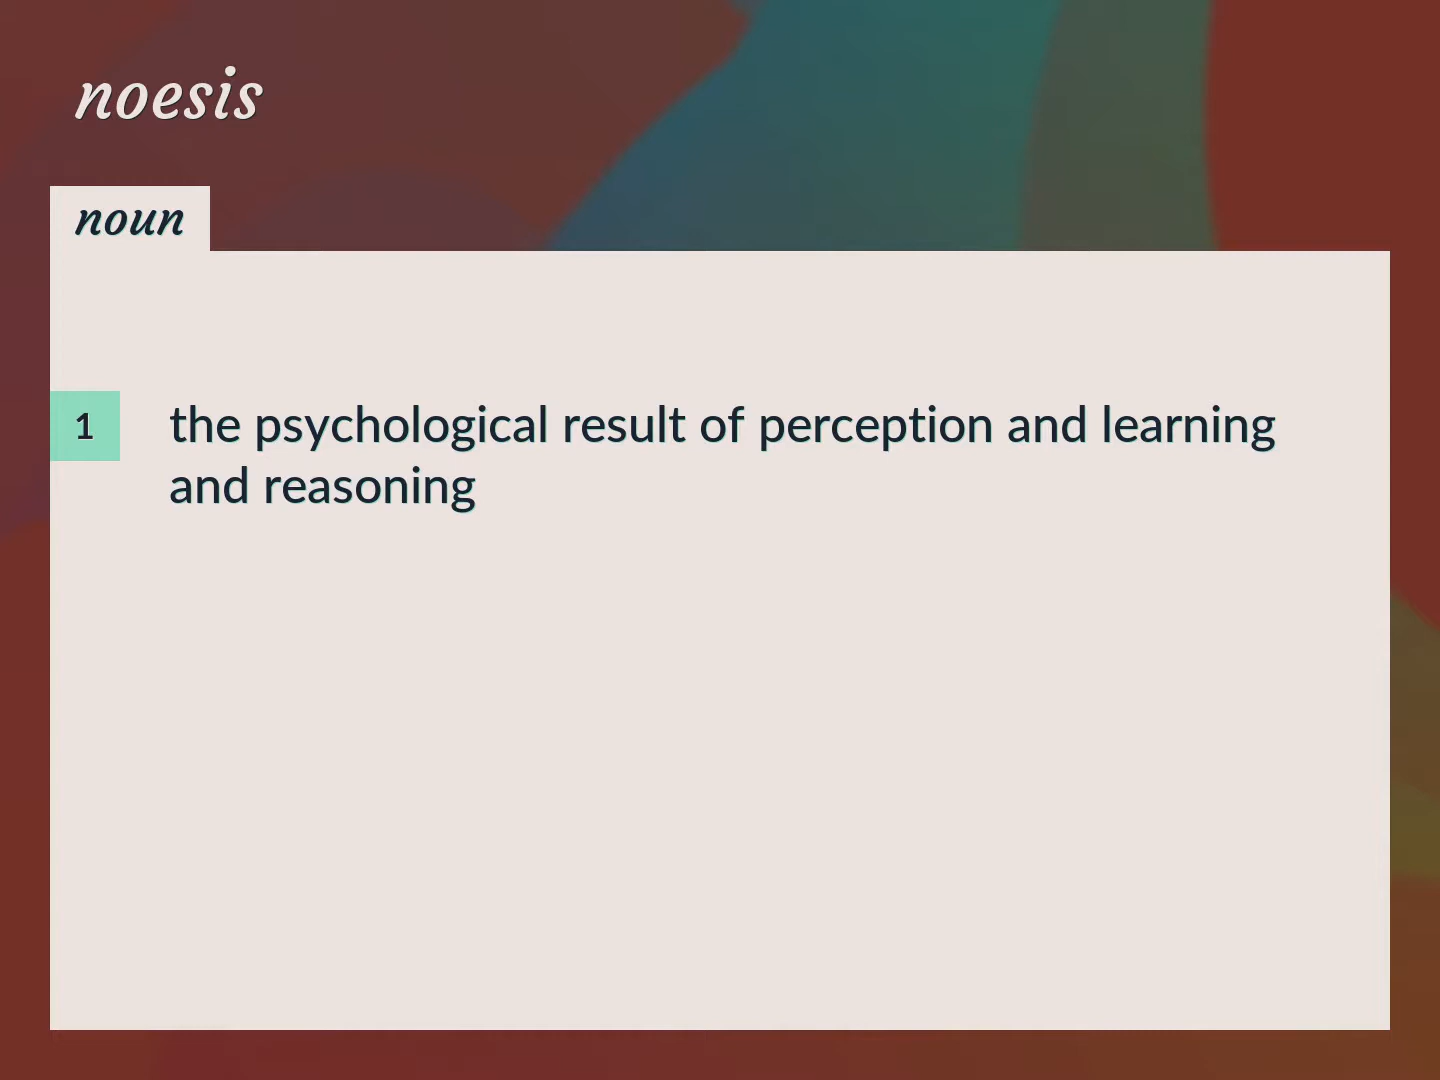 noesis
noun
1
the psychological result of perception and learning
and reasoning